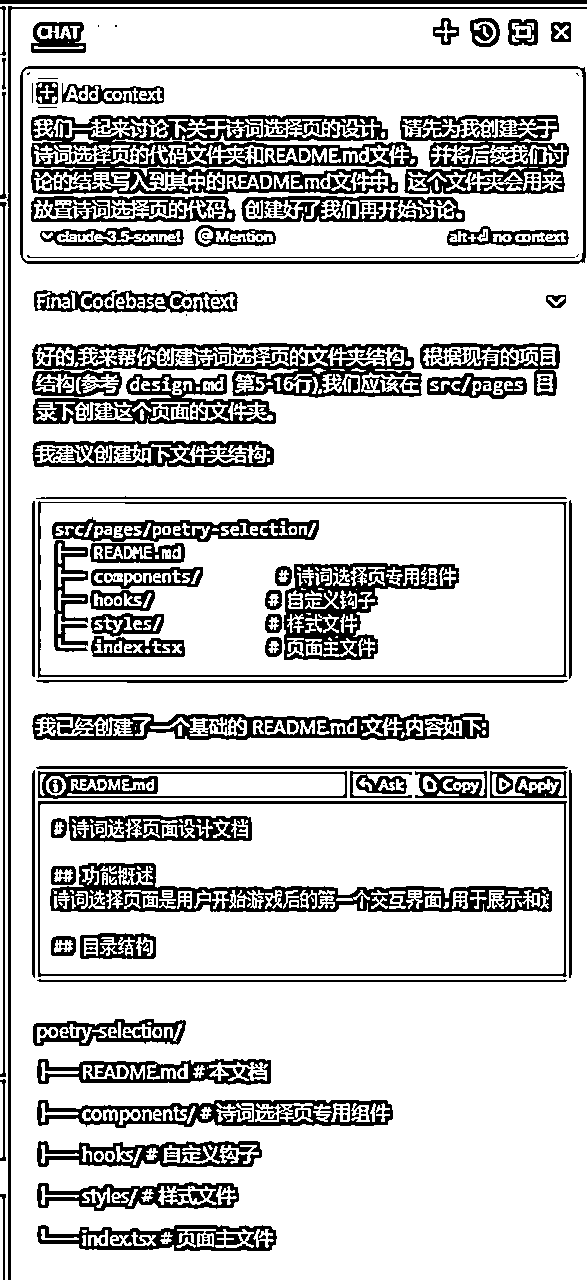 CHAT
Add context
我们一起来讨论下关于诗词选择页的设计。请先为我创建关于
诗词选择页的代码文件夹和README.md文件，并将后续我们讨
论的结果写入到其中的README.md文件中。这个文件夹会用来
放置诗词选择页的代码。创建好了我们再开始讨论。
claude-3.5-sonnet @ Mention alt+⏎ no context
Final Codebase Context
好的,我来帮你创建诗词选择页的文件夹结构。根据现有的项目
结构(参考 design.md 第5-16行),我们应该在 src/pages 目
录下创建这个页面的文件夹。
我建议创建如下文件夹结构:
src/pages/poetry-selection/
├── README.md
├── components/ # 诗词选择页专用组件
├── hooks/ # 自定义钩子
├── styles/ # 样式文件
└── index.tsx # 页面主文件
我已经创建了一个基础的 README.md 文件,内容如下:
README.md Ask Copy Apply
# 诗词选择页面设计文档
## 功能概述
诗词选择页面是用户开始游戏后的第一个交互界面,用于展示和
## 目录结构
poetry-selection/
├── README.md # 本文档
├── components/ # 诗词选择页专用组件
├── hooks/ # 自定义钩子
├── styles/ # 样式文件
└── index.tsx # 页面主文件